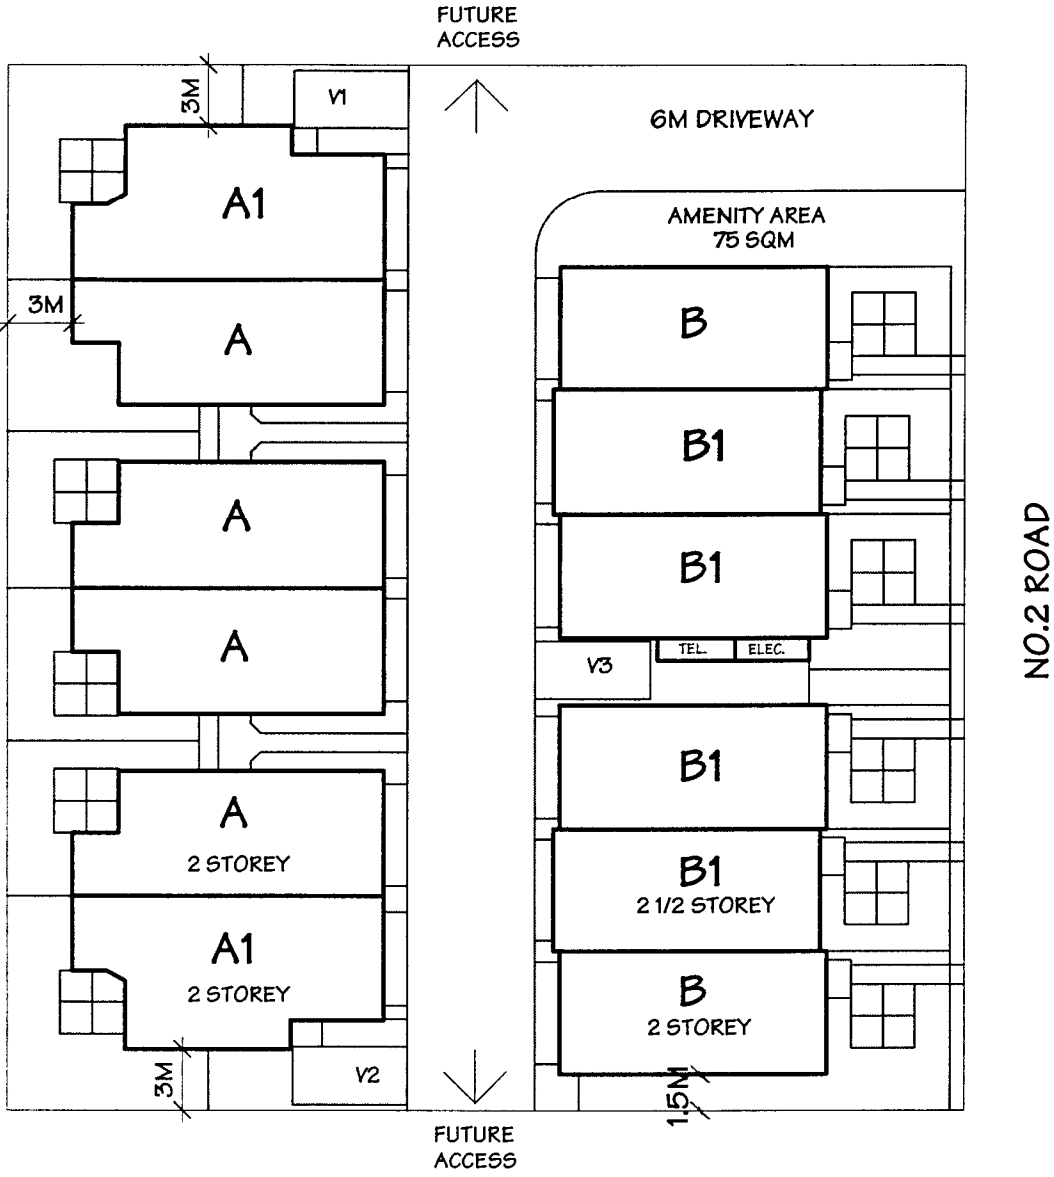 FUTURE
ACCESS
3M
V1
6M DRIVEWAY
A1
AMENITY AREA
75 SQM
3M
A
B
B1
A
B1
NO.2 ROAD
A
TEL.
ELEC.
V3
B1
A
2 STOREY
B1
2 1/2 STOREY
A1
2 STOREY
B
2 STOREY
3M
V2
1.5M
FUTURE
ACCESS